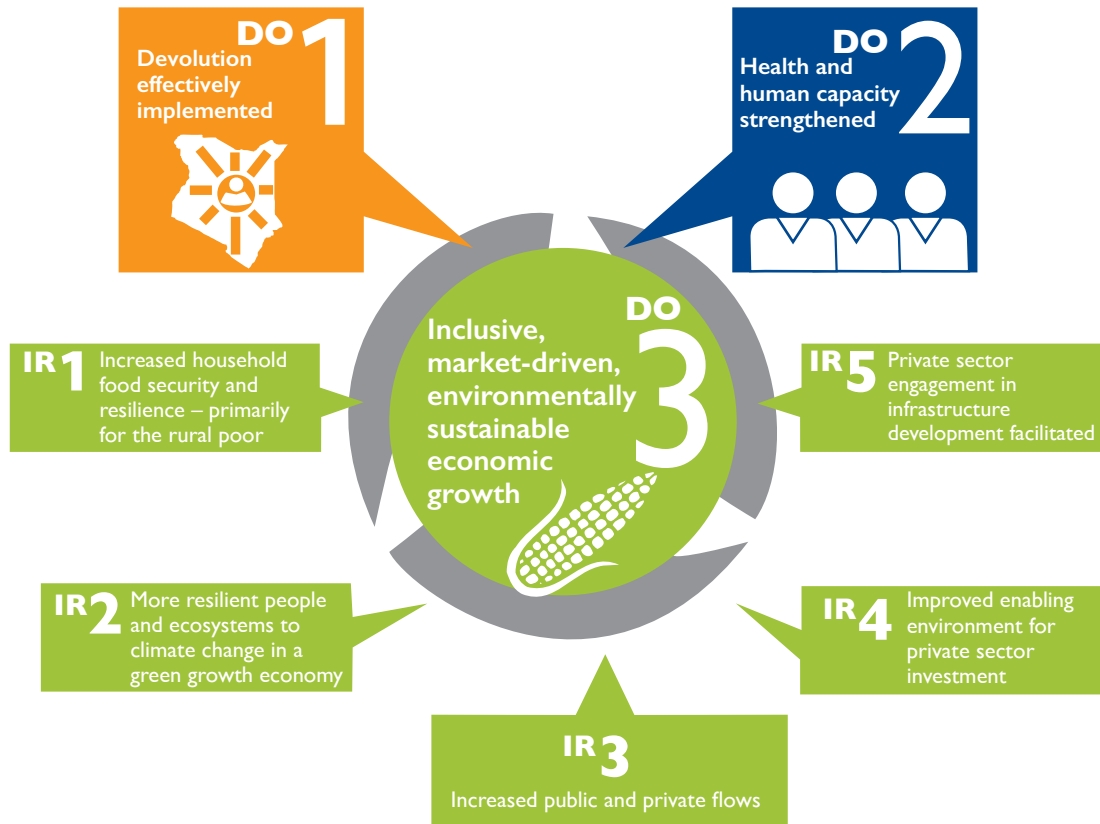 DO 1
Devolution
effectively
implemented
DO 2
Health and
human capacity
strengthened
DO 3
Inclusive,
market-driven,
environmentally
sustainable
economic
growth
IR 1 Increased household
food security and
resilience – primarily
for the rural poor
IR 2 More resilient people
and ecosystems to
climate change in a
green growth economy
IR 3
Increased public and private flows
IR 4 Improved enabling
environment for
private sector
investment
IR 5 Private sector
engagement in
infrastructure
development facilitated